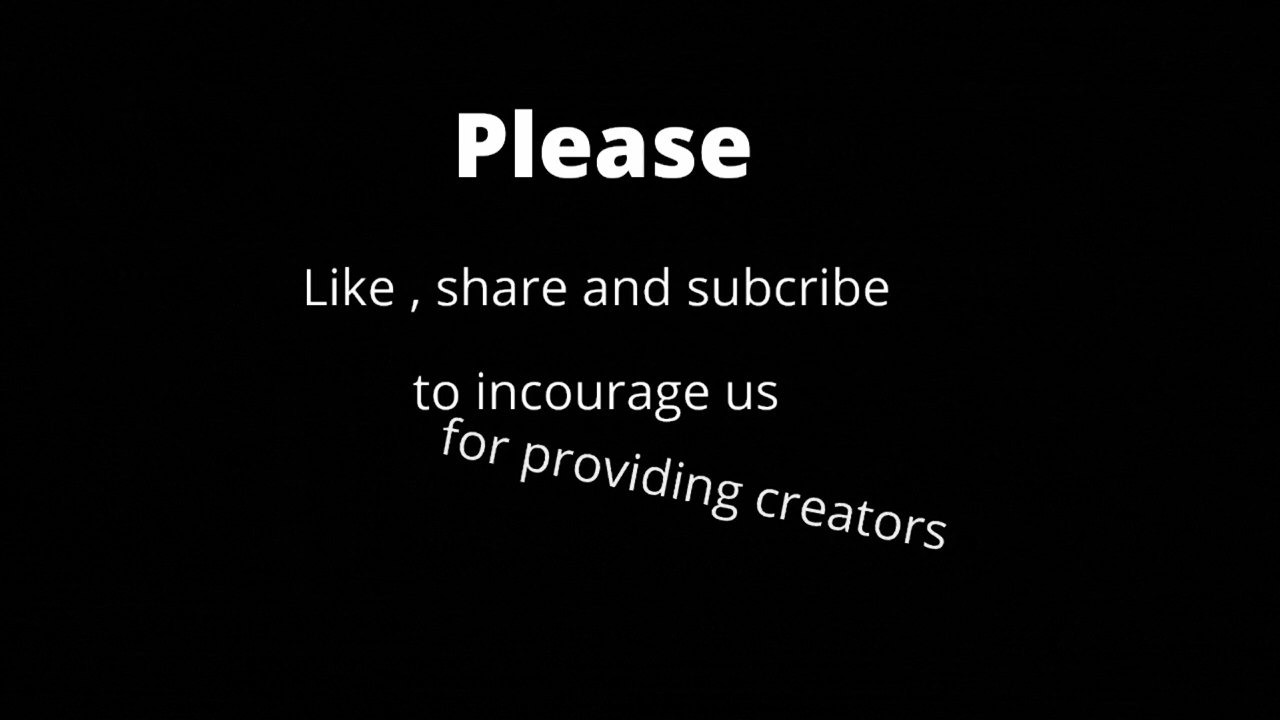 Please
Like , share and subcribe
to incourage us
for providing creators